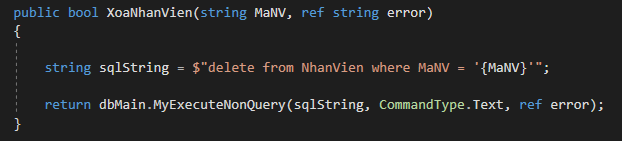 public bool XoaNhanVien(string MaNV, ref string error)
{
string sqlString = $"delete from NhanVien where MaNV = '{MaNV}'";
return dbMain.MyExecuteNonQuery(sqlString, CommandType.Text, ref error);
}